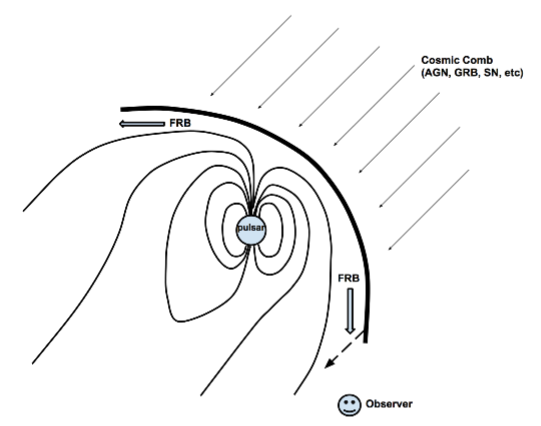 Cosmic Comb
(AGN, GRB, SN, etc)
FRB
pulsar
FRB
Observer